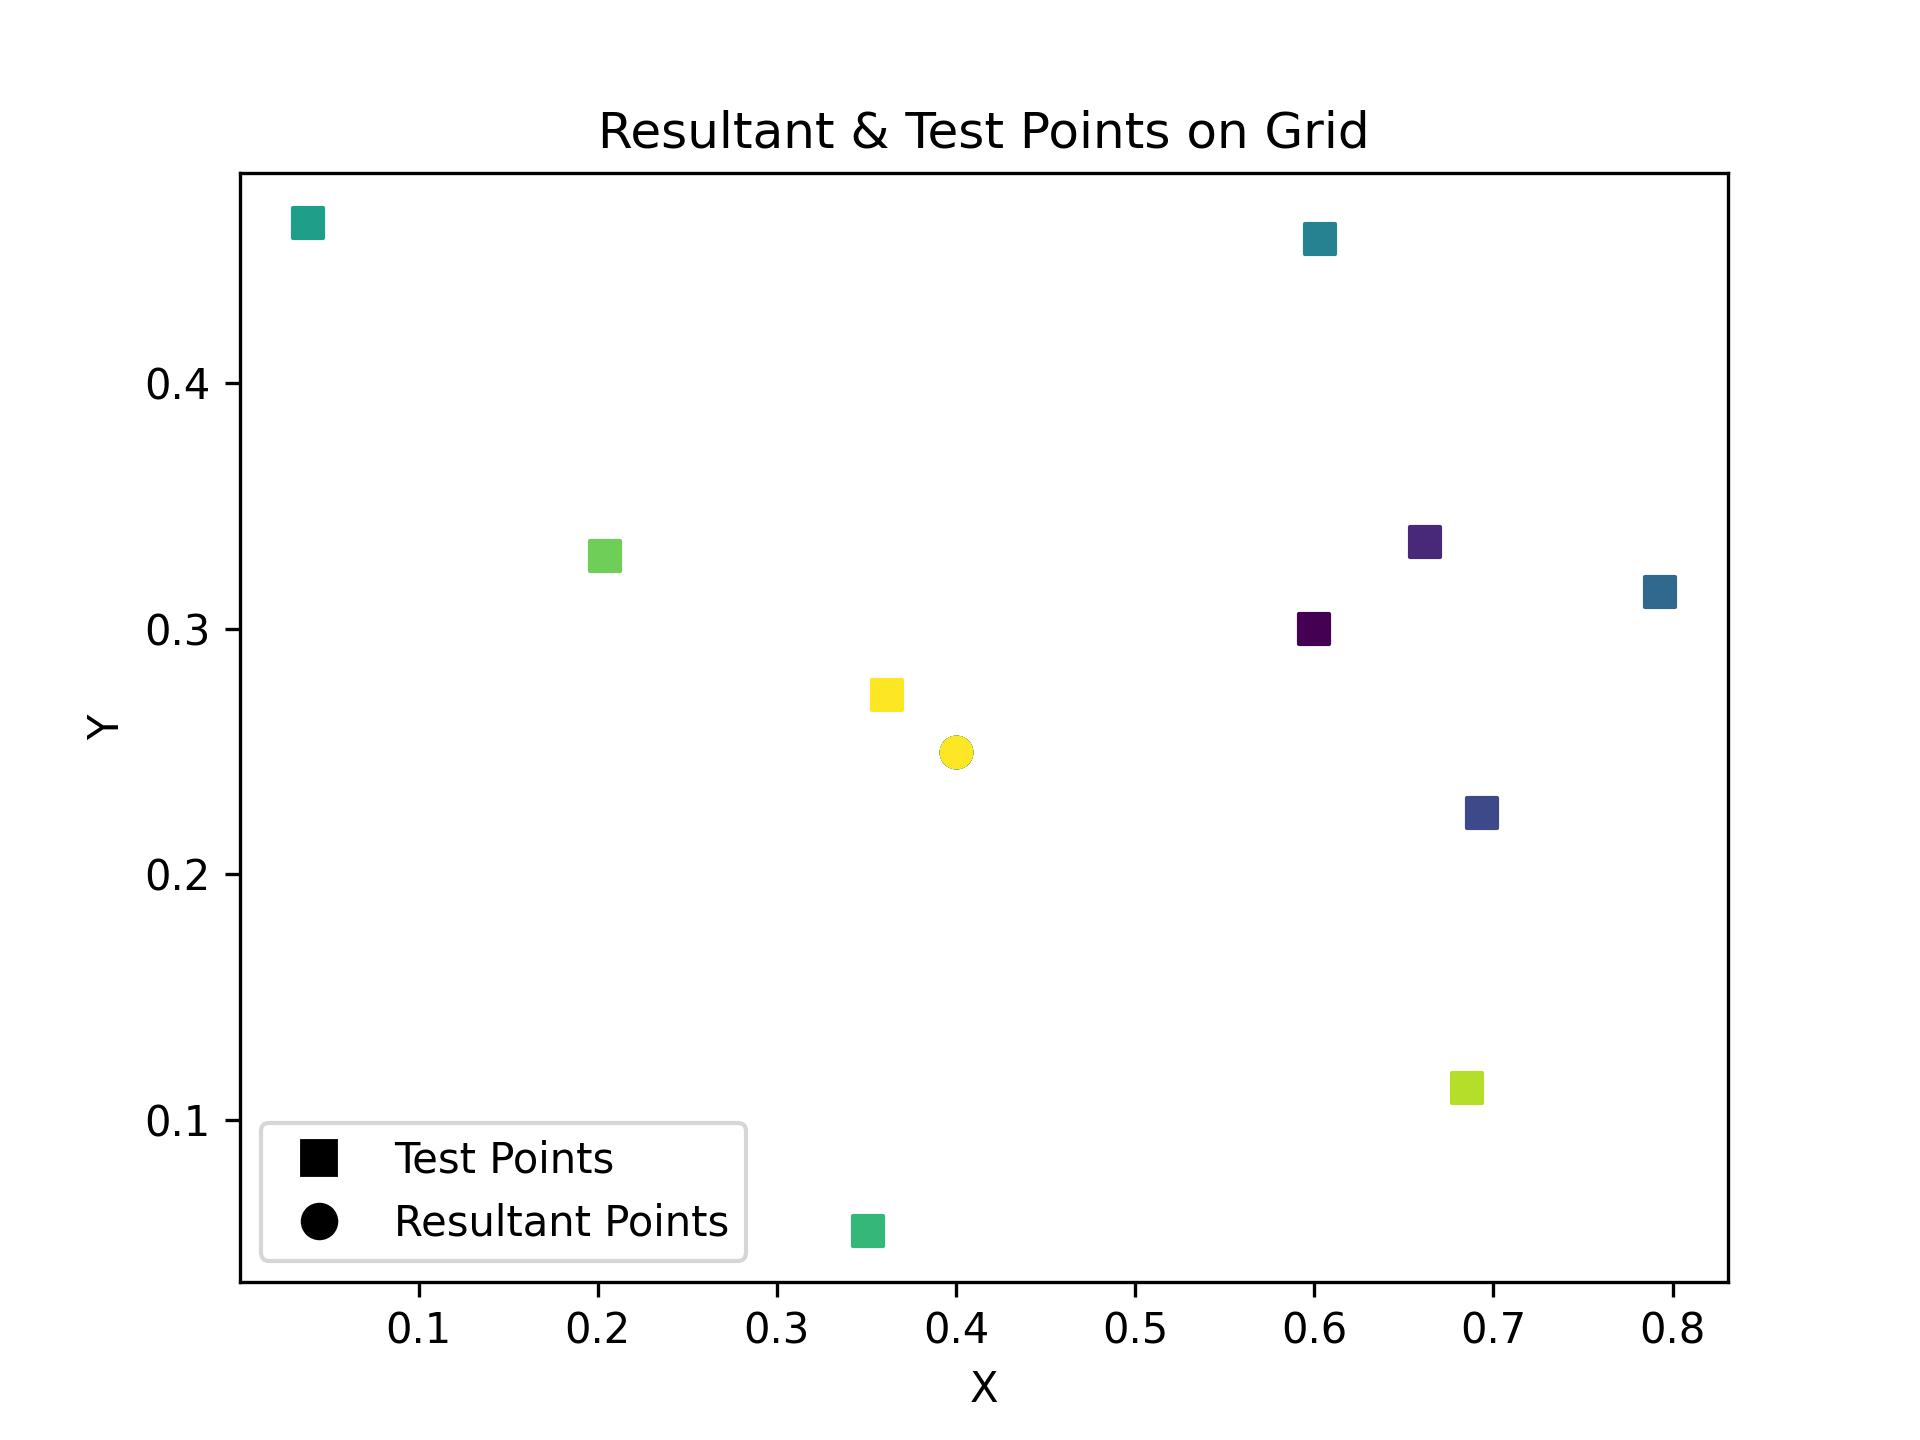 Resultant & Test Points on Grid
0.4
0.3
0.2
0.1
Y
Test Points
Resultant Points
0.1 0.2 0.3 0.4 0.5 0.6 0.7 0.8
X